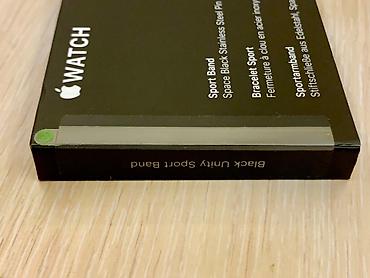 WATCH
Sport Band
Space Black Stainless Steel Pin
Bracelet Sport
Fermeture à clou en acier inoxy
Sportarmband
Stiftschließe aus Edelstahl, Spa
Black Unity Sport Band